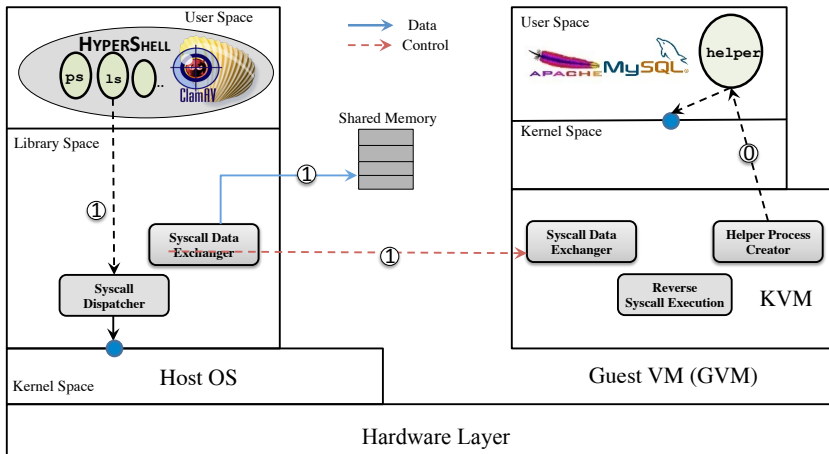 User Space
HYPERSHELL
ps
ls
..
ClamAV
Library Space
1
Syscall Data
Exchanger
Syscall
Dispatcher
Kernel Space
Host OS
Data
Control
Shared Memory
1
1
User Space
APACHE
MySQL®
helper
Kernel Space
0
Syscall Data
Exchanger
Helper Process
Creator
Reverse
Syscall Execution
KVM
Guest VM (GVM)
Hardware Layer